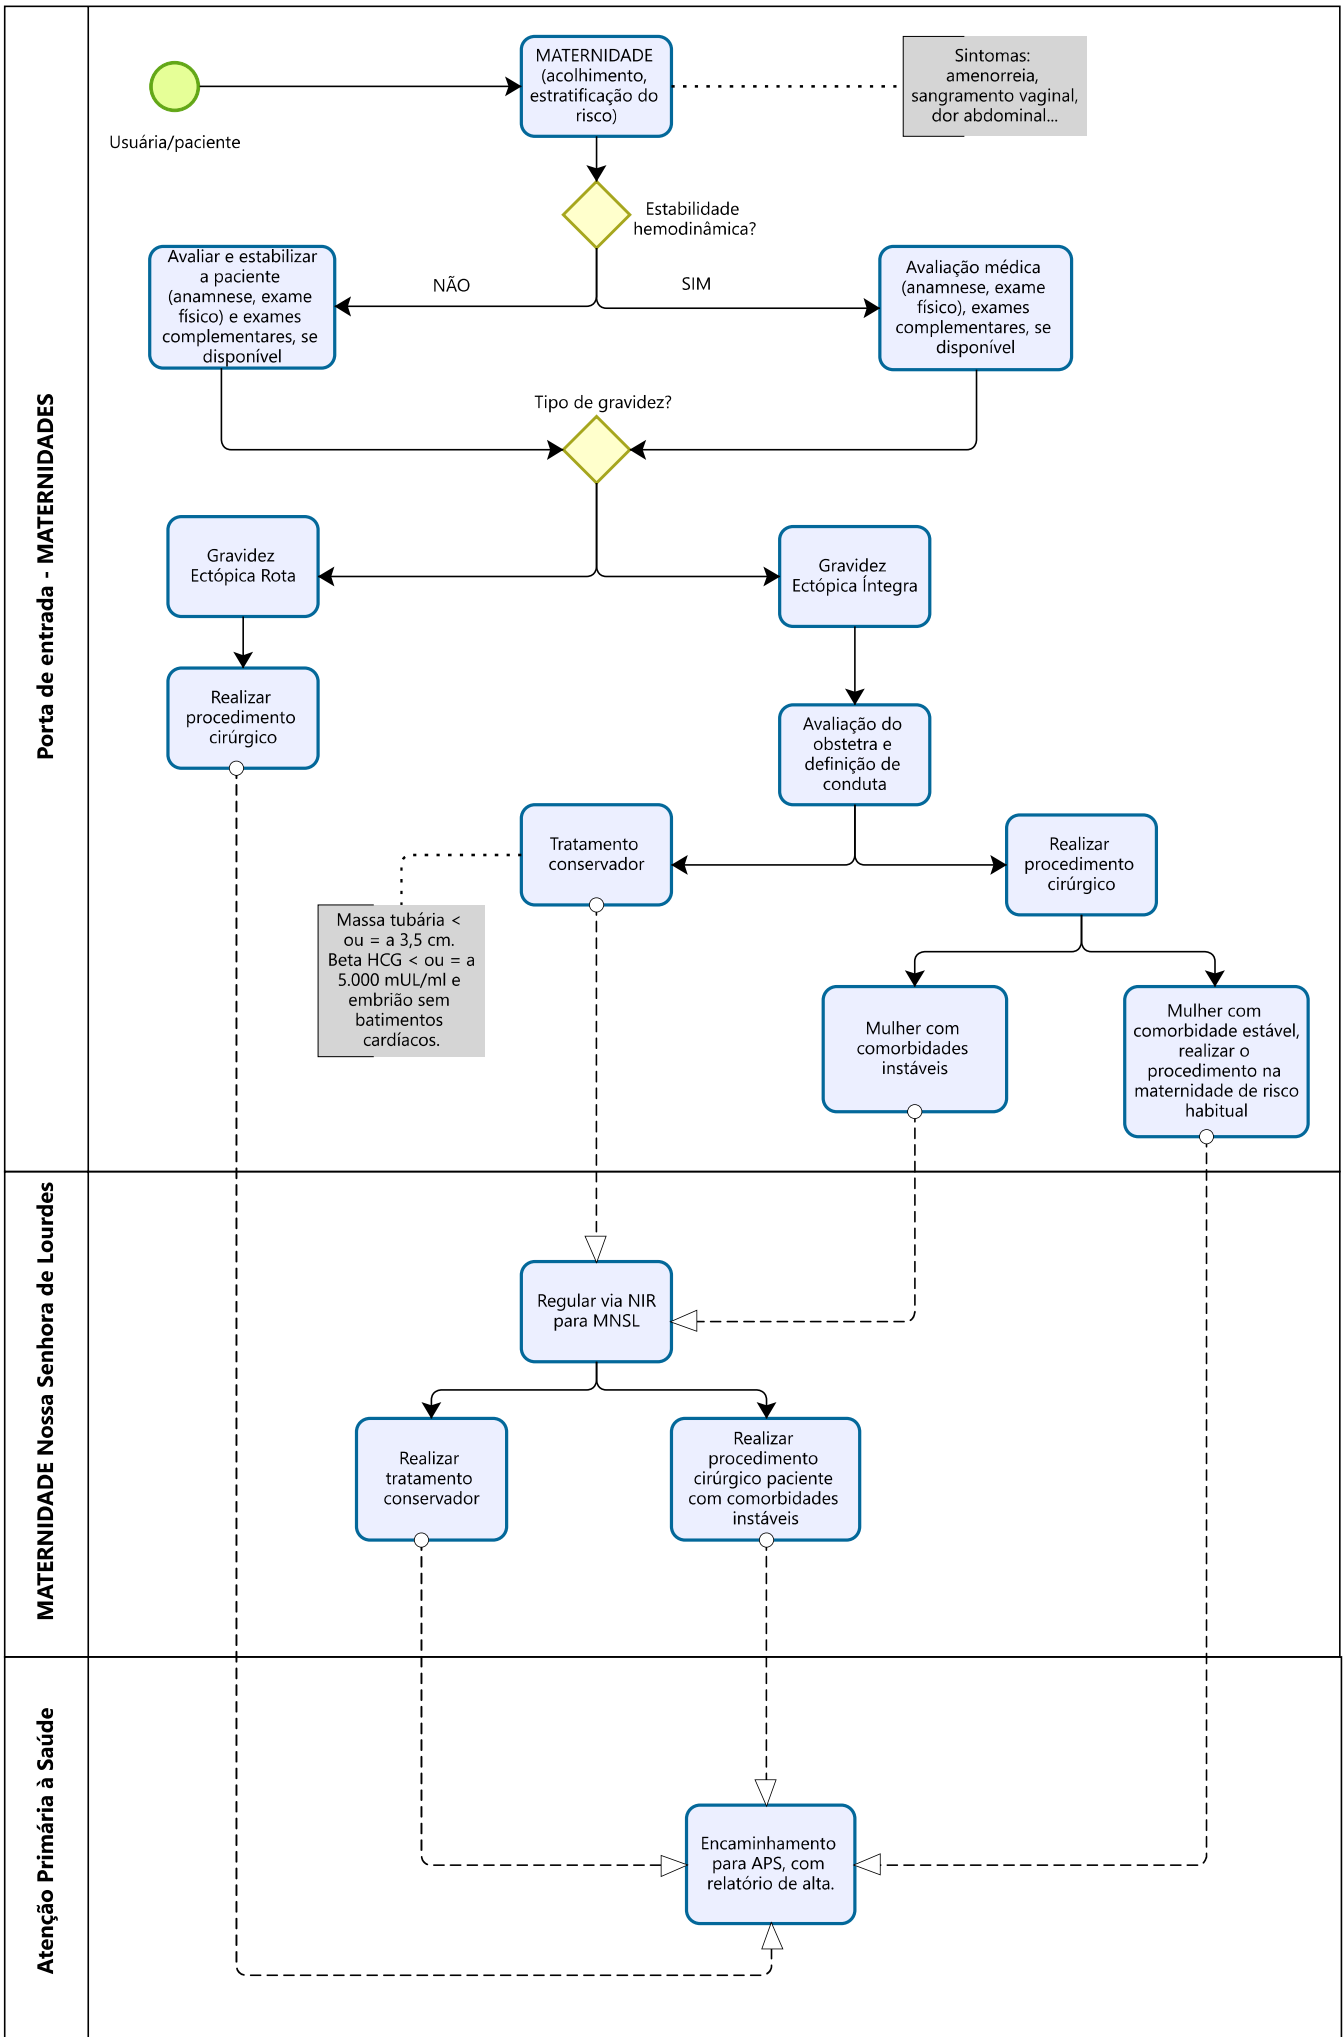 Porta de entrada - MATERNIDADES
MATERNIDADE
(acolhimento,
estratificação do
risco)
Sintomas:
amenorreia,
sangramento vaginal,
dor abdominal...
Usuária/paciente
Estabilidade
hemodinâmica?
NÃO
SIM
Avaliar e estabilizar
a paciente
(anamnese, exame
físico) e exames
complementares, se
disponível
Avaliação médica
(anamnese, exame
físico), exames
complementares, se
disponível
Tipo de gravidez?
Gravidez
Ectópica Rota
Gravidez
Ectópica Íntegra
Realizar
procedimento
cirúrgico
Avaliação do
obstetra e
definição de
conduta
Tratamento
conservador
Realizar
procedimento
cirúrgico
Massa tubária <
ou = a 3,5 cm.
Beta HCG < ou = a
5.000 mUL/ml e
embrião sem
batimentos
cardíacos.
Mulher com
comorbidades
instáveis
Mulher com
comorbidade estável,
realizar o
procedimento na
maternidade de risco
habitual
MATERNIDADE Nossa Senhora de Lourdes
Regular via NIR
para MNSL
Realizar
tratamento
conservador
Realizar
procedimento
cirúrgico paciente
com comorbidades
instáveis
Atenção Primária à Saúde
Encaminhamento
para APS, com
relatório de alta.